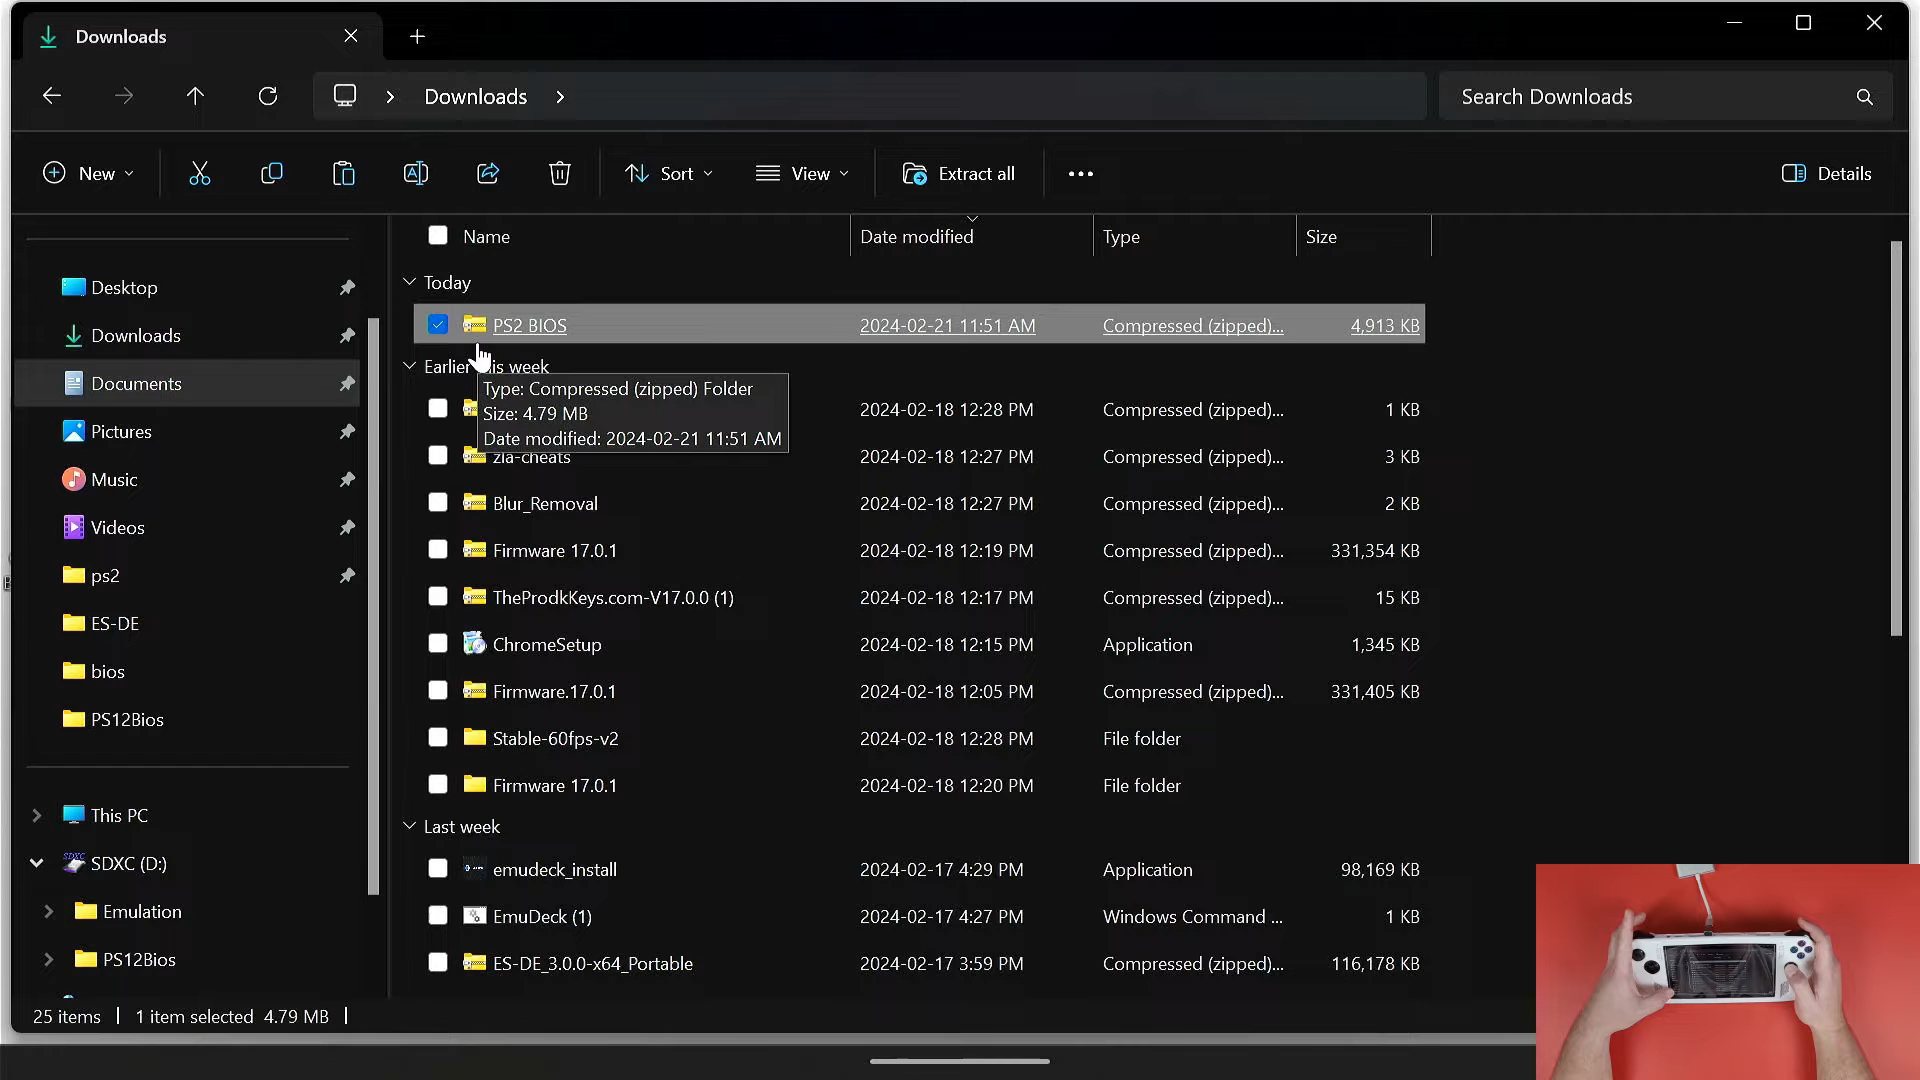 Downloads
Downloads
Search Downloads
New
Sort
View
Extract all
Details
Name Date modified Type Size
Today
PS2 BIOS 2024-02-21 11:51 AM Compressed (zipped)... 4,913 KB
Earlier this week
Type: Compressed (zipped) Folder
Size: 4.79 MB
Date modified: 2024-02-21 11:51 AM
2024-02-18 12:28 PM Compressed (zipped)... 1 KB
zla-cheats 2024-02-18 12:27 PM Compressed (zipped)... 3 KB
Blur_Removal 2024-02-18 12:27 PM Compressed (zipped)... 2 KB
Firmware 17.0.1 2024-02-18 12:19 PM Compressed (zipped)... 331,354 KB
TheProdkKeys.com-V17.0.0 (1) 2024-02-18 12:17 PM Compressed (zipped)... 15 KB
ChromeSetup 2024-02-18 12:15 PM Application 1,345 KB
Firmware.17.0.1 2024-02-18 12:05 PM Compressed (zipped)... 331,405 KB
Stable-60fps-v2 2024-02-18 12:28 PM File folder
Firmware 17.0.1 2024-02-18 12:20 PM File folder
Last week
emudeck_install 2024-02-17 4:29 PM Application 98,169 KB
EmuDeck (1) 2024-02-17 4:27 PM Windows Command ... 1 KB
ES-DE_3.0.0-x64_Portable 2024-02-17 3:59 PM Compressed (zipped)... 116,178 KB
Desktop
Downloads
Documents
Pictures
Music
Videos
ps2
ES-DE
bios
PS12Bios
This PC
SDXC (D:)
Emulation
PS12Bios
25 items 1 item selected 4.79 MB